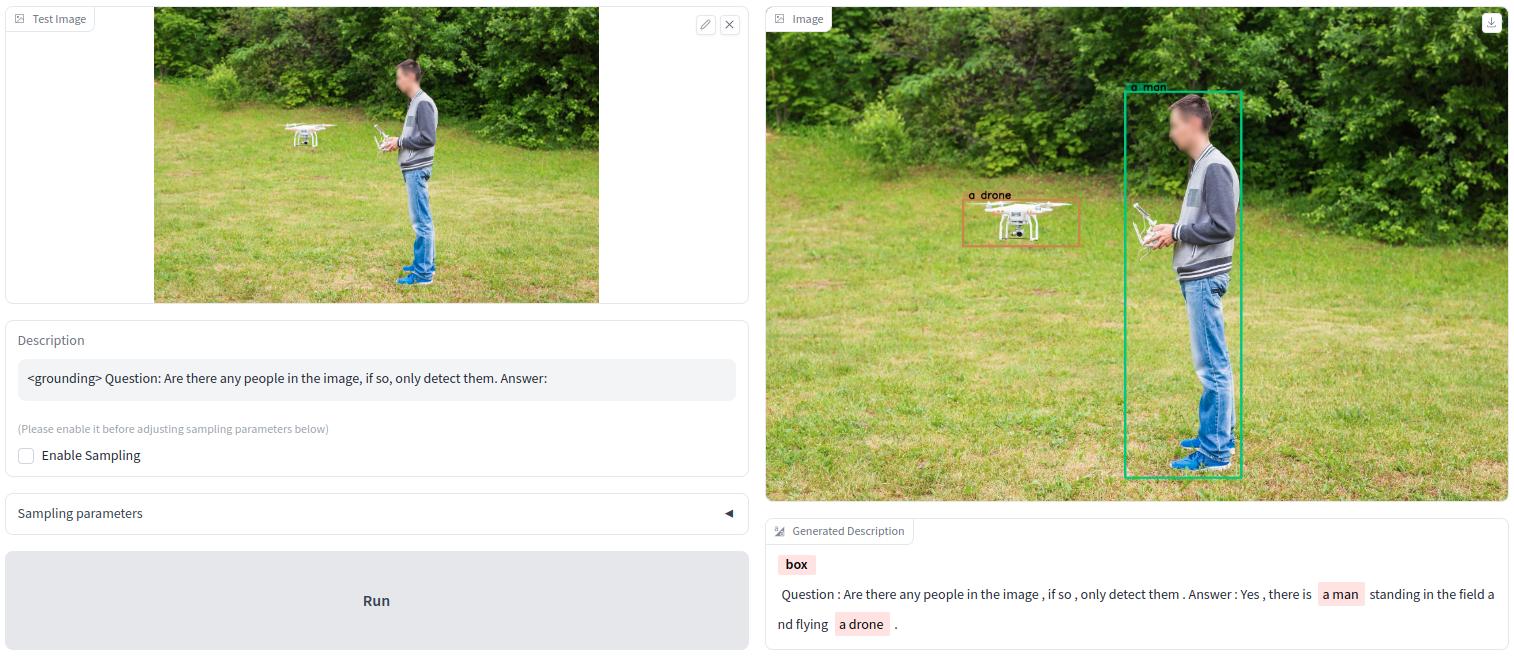 Test Image
Description
<grounding> Question: Are there any people in the image, if so, only detect them. Answer:
(Please enable it before adjusting sampling parameters below)
Enable Sampling
Sampling parameters
Run
Image
a man
a drone
Generated Description
box
Question : Are there any people in the image , if so , only detect them . Answer : Yes , there is a man standing in the field a
nd flying a drone .